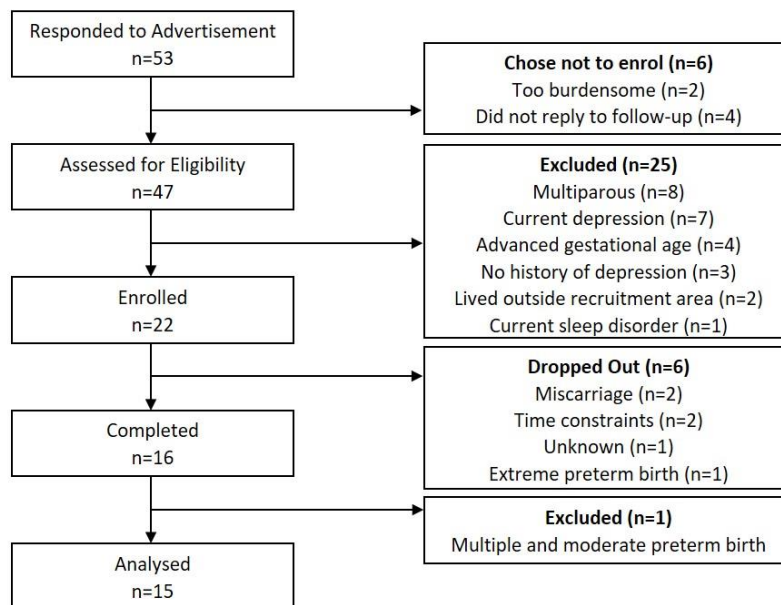 Responded to Advertisement
n=53
Chose not to enrol (n=6)
Too burdensome (n=2)
Did not reply to follow-up (n=4)
Assessed for Eligibility
n=47
Excluded (n=25)
Multiparous (n=8)
Current depression (n=7)
Advanced gestational age (n=4)
No history of depression (n=3)
Lived outside recruitment area (n=2)
Current sleep disorder (n=1)
Enrolled
n=22
Dropped Out (n=6)
Miscarriage (n=2)
Time constraints (n=2)
Unknown (n=1)
Extreme preterm birth (n=1)
Completed
n=16
Excluded (n=1)
Multiple and moderate preterm birth
Analysed
n=15